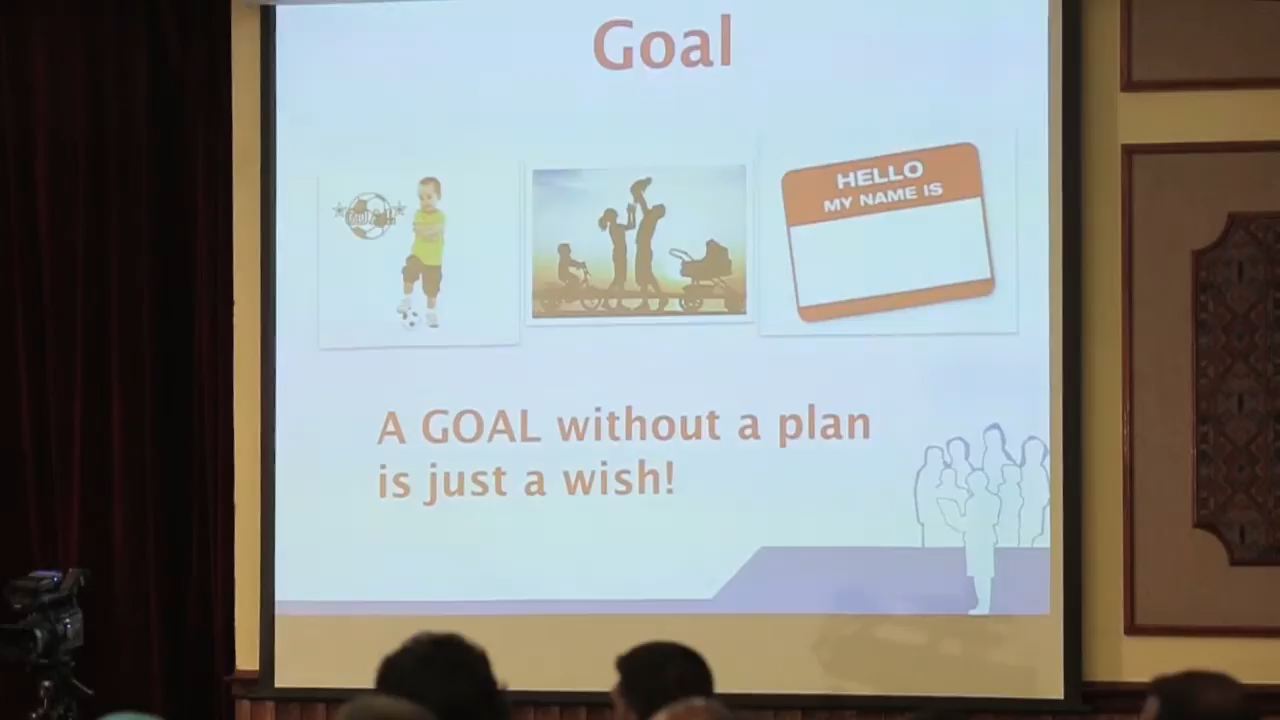 Goal
HELLO
MY NAME IS
A GOAL without a plan
is just a wish!